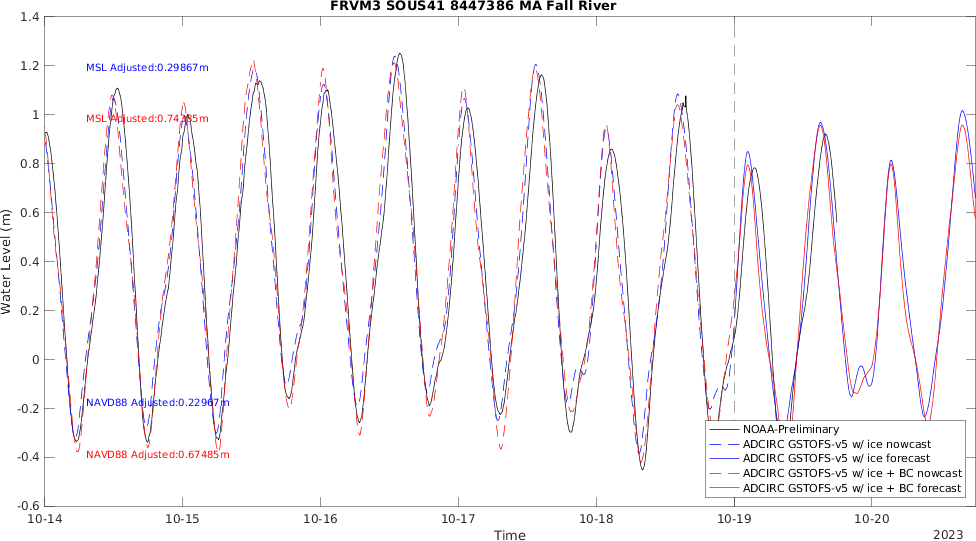 FRVM3 SOUS41 8447386 MA Fall River
1.4
1.2
1
0.8
0.6
0.4
0.2
0
-0.2
-0.4
-0.6
Water Level (m)
MSL Adjusted:0.29867m
MSL Adjusted:0.74185m
NAVD88 Adjusted:0.22967m
NAVD88 Adjusted:0.67485m
NOAA-Preliminary
ADCIRC GSTOFS-v5 w/ ice nowcast
ADCIRC GSTOFS-v5 w/ ice forecast
ADCIRC GSTOFS-v5 w/ ice + BC nowcast
ADCIRC GSTOFS-v5 w/ ice + BC forecast
10-14 10-15 10-16 10-17 10-18 10-19 10-20
Time
2023